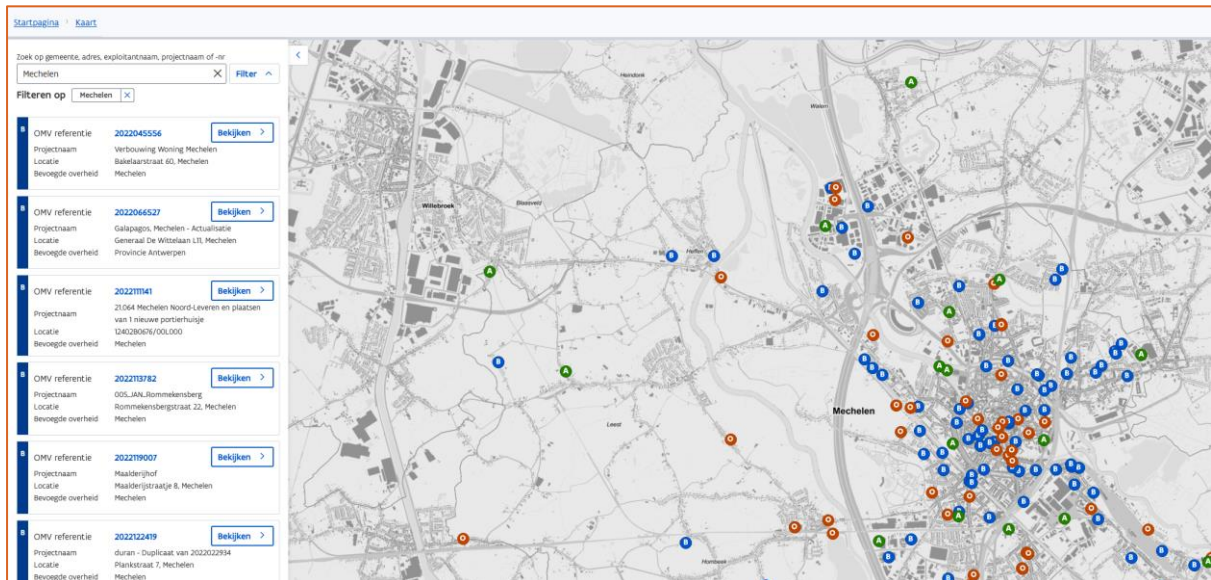 Startpagina › Kaart
Zoek op gemeente, adres, exploitantnaam, projectnaam of -nr
Mechelen
Filter
Filteren op Mechelen
B
OMV referentie 2022045556 Bekijken
Projectnaam Verbouwing Woning Mechelen
Locatie Bakelaarstraat 60, Mechelen
Bevoegde overheid Mechelen
B
OMV referentie 2022066527 Bekijken
Projectnaam Galapagos, Mechelen - Actualisatie
Locatie Generaal De Wittelaan L11, Mechelen
Bevoegde overheid Provincie Antwerpen
B
OMV referentie 2022111141 Bekijken
Projectnaam 21.064 Mechelen Noord-Leveren en plaatsen
van 1 nieuwe portierhuisje
Locatie 12402B0676/00L000
Bevoegde overheid Mechelen
B
OMV referentie 2022113782 Bekijken
Projectnaam 005_JAN_Rommekensberg
Locatie Rommekensbergstraat 22, Mechelen
Bevoegde overheid Mechelen
B
OMV referentie 2022119007 Bekijken
Projectnaam Maalderijhof
Locatie Maalderijstraatje 8, Mechelen
Bevoegde overheid Mechelen
B
OMV referentie 2022122419 Bekijken
Projectnaam duran - Duplicaat van 2022022934
Locatie Plankstraat 7, Mechelen
Bevoegde overheid Mechelen
Heindonk
Willebroek
Blaasveld
Heffen
Leest
Mechelen
Hombeek